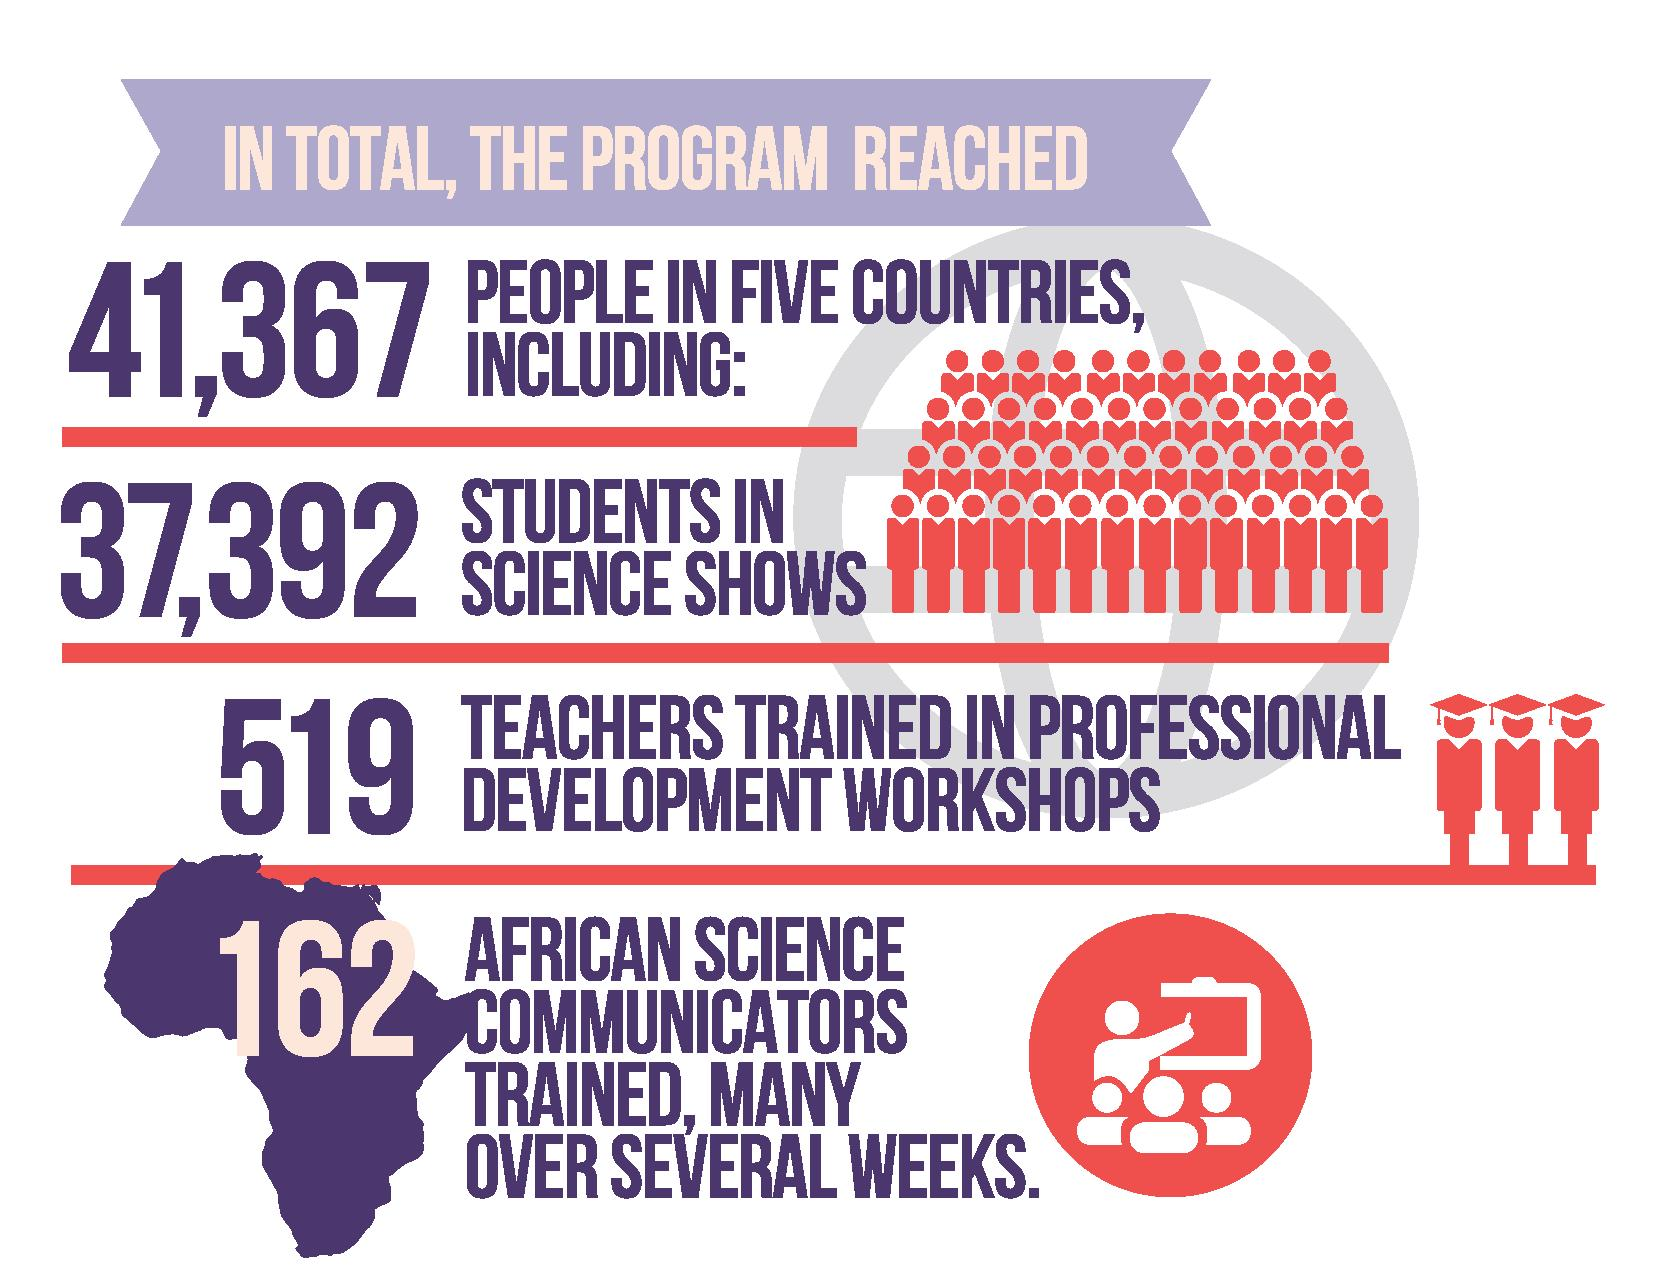 IN TOTAL, THE PROGRAM REACHED
41,367 PEOPLE IN FIVE COUNTRIES,
INCLUDING:
37,392 STUDENTS IN
SCIENCE SHOWS
519 TEACHERS TRAINED IN PROFESSIONAL
DEVELOPMENT WORKSHOPS
162 AFRICAN SCIENCE
COMMUNICATORS
TRAINED, MANY
OVER SEVERAL WEEKS.